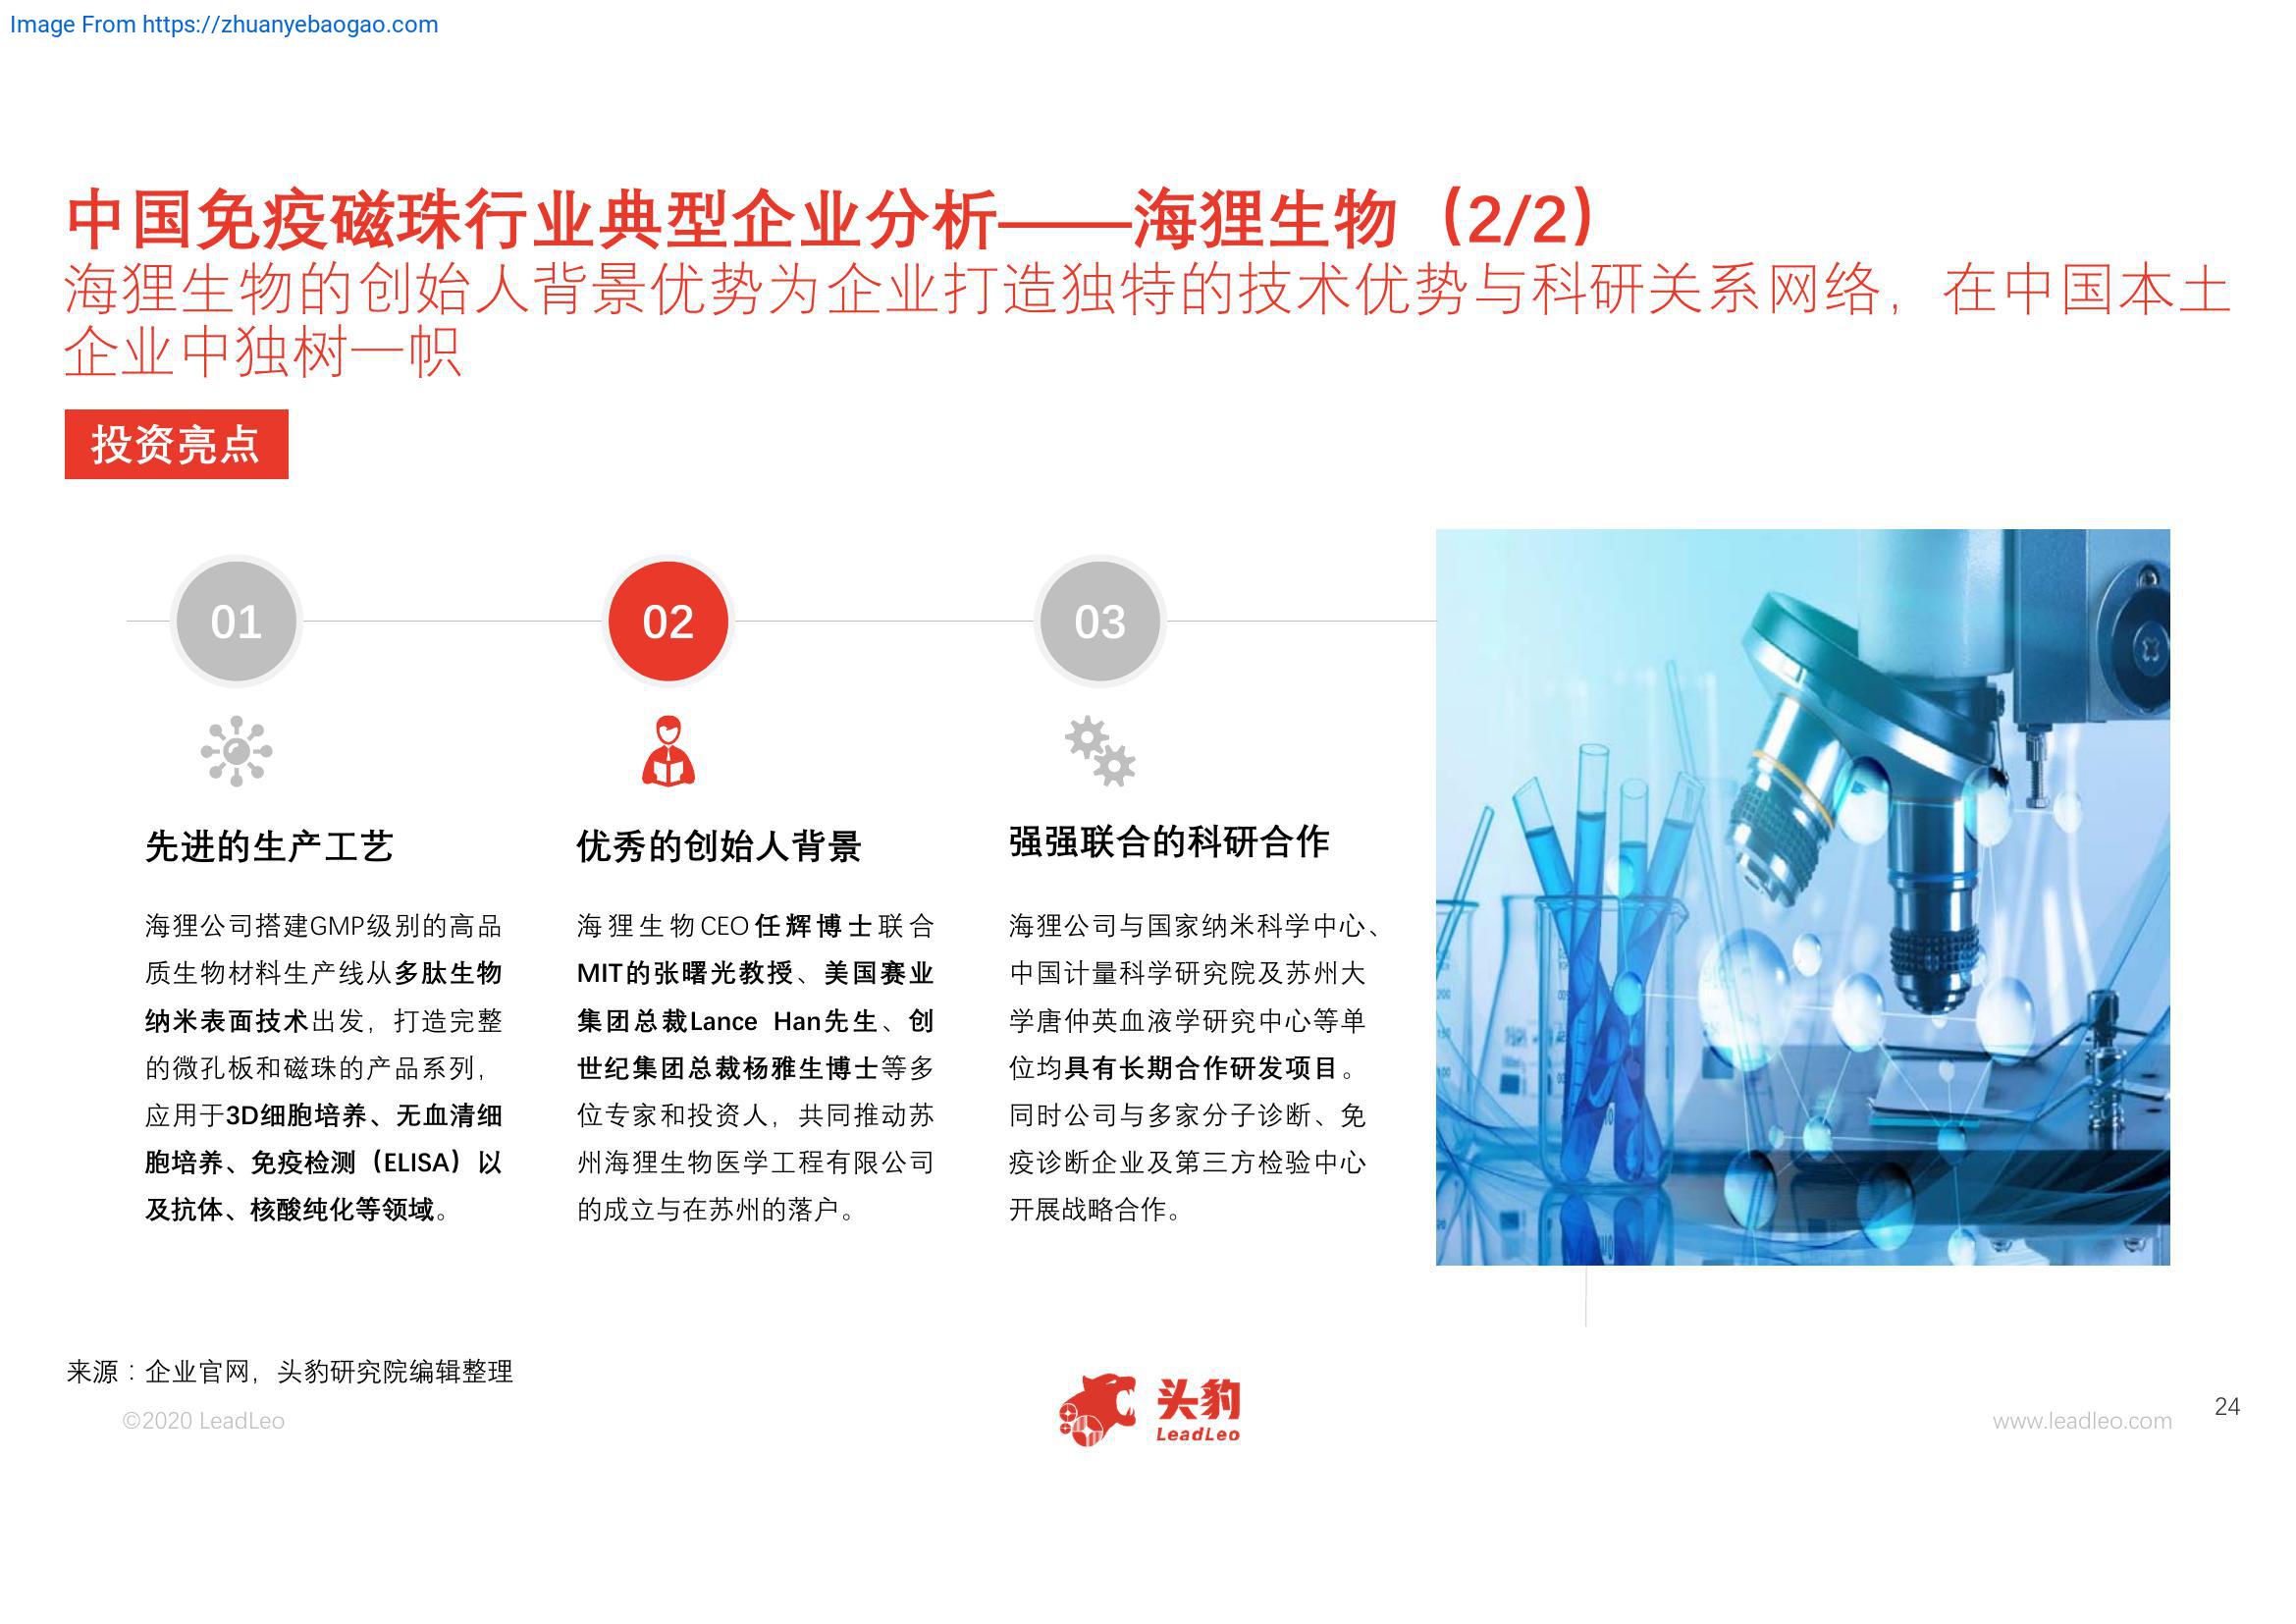 Image From https://zhuanyebaogao.com
中国免疫磁珠行业典型企业分析——海狸生物（2/2）
海狸生物的创始人背景优势为企业打造独特的技术优势与科研关系网络，在中国本土
企业中独树一帜
投资亮点
01
先进的生产工艺
海狸公司搭建GMP级别的高品
质生物材料生产线从多肽生物
纳米表面技术出发，打造完整
的微孔板和磁珠的产品系列，
应用于3D细胞培养、无血清细
胞培养、免疫检测（ELISA）以
及抗体、核酸纯化等领域。
02
优秀的创始人背景
海狸生物CEO任辉博士联合
MIT的张曙光教授、美国赛业
集团总裁Lance Han先生、创
世纪集团总裁杨雅生博士等多
位专家和投资人，共同推动苏
州海狸生物医学工程有限公司
的成立与在苏州的落户。
03
强强联合的科研合作
海狸公司与国家纳米科学中心、
中国计量科学研究院及苏州大
学唐仲英血液学研究中心等单
位均具有长期合作研发项目。
同时公司与多家分子诊断、免
疫诊断企业及第三方检验中心
开展战略合作。
来源：企业官网，头豹研究院编辑整理
©2020 LeadLeo
头豹
LeadLeo
www.leadleo.com
24